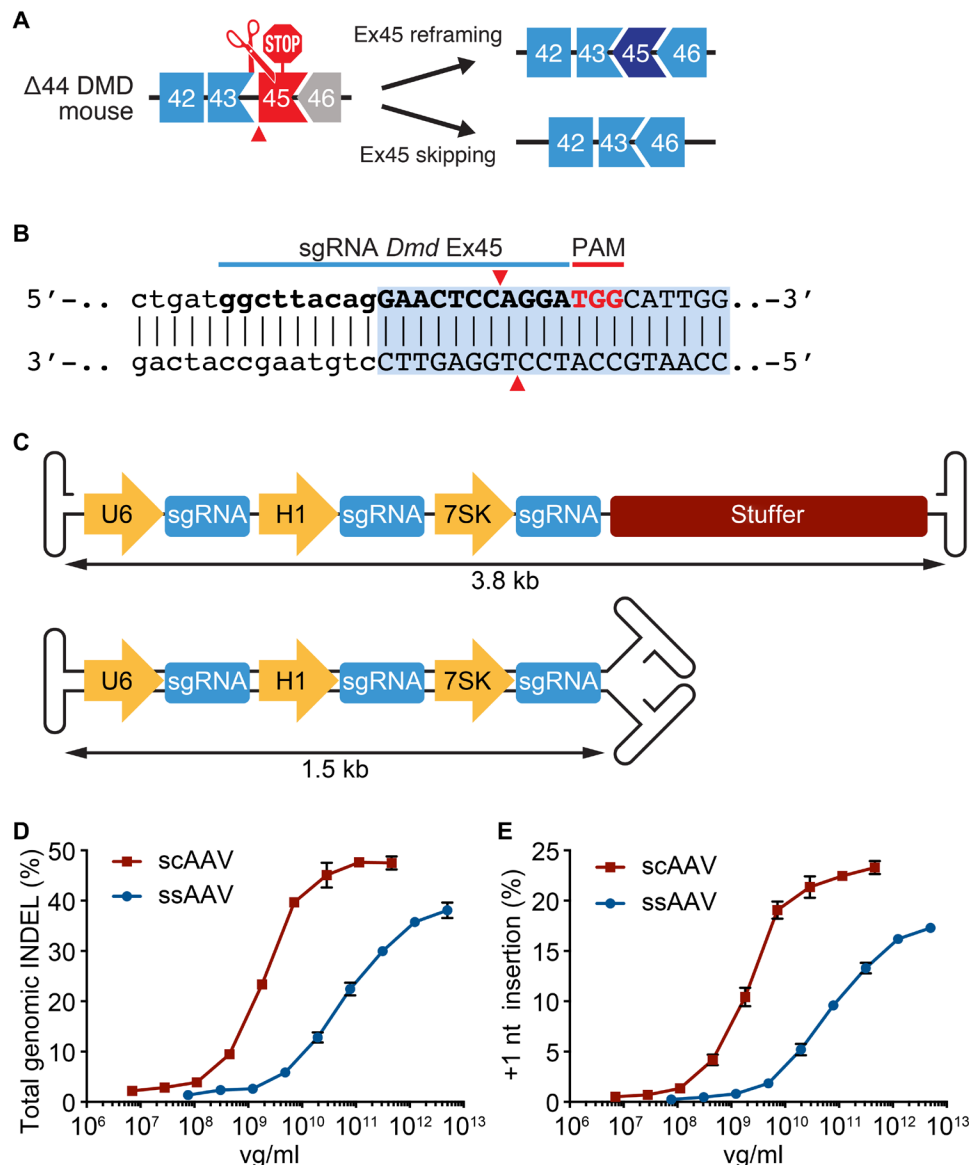 A
Δ44 DMD
mouse
STOP
42 43 45 46
Ex45 reframing
42 43 45 46
Ex45 skipping
42 43 46
B
sgRNA Dmd Ex45 PAM
5′-.. ctgatggcttacagGAACTCCAGGATGGCATTGG..-3′
3′-.. gactaccgaatgtcCTTGAGGTCCTACCGTAACC..-5′
C
U6 sgRNA H1 sgRNA 7SK sgRNA Stuffer
3.8 kb
U6 sgRNA H1 sgRNA 7SK sgRNA
1.5 kb
D
scAAV
ssAAV
Total genomic INDEL (%)
50
40
30
20
10
0
10⁶ 10⁷ 10⁸ 10⁹ 10¹⁰ 10¹¹ 10¹² 10¹³
vg/ml
E
scAAV
ssAAV
+1 nt insertion (%)
25
20
15
10
5
0
10⁶ 10⁷ 10⁸ 10⁹ 10¹⁰ 10¹¹ 10¹² 10¹³
vg/ml